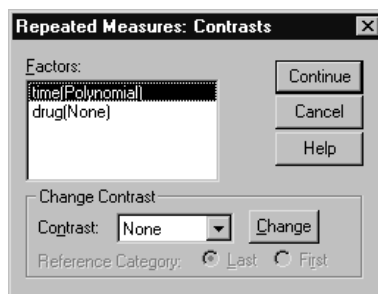 Repeated Measures: Contrasts
Factors:
time(Polynomial)
drug(None)
Continue
Cancel
Help
Change Contrast
Contrast: None Change
Reference Category: Last First